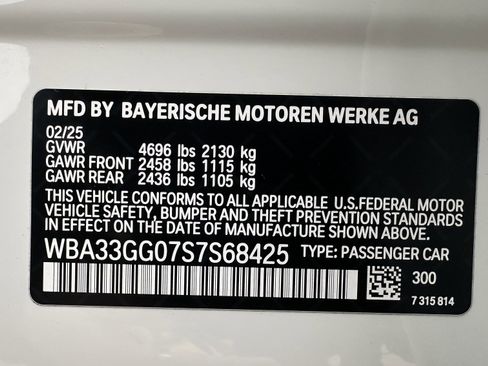 MFD BY BAYERISCHE MOTOREN WERKE AG
02/25
GVWR 4696 lbs 2130 kg
GAWR FRONT 2458 lbs 1115 kg
GAWR REAR 2436 lbs 1105 kg
THIS VEHICLE CONFORMS TO ALL APPLICABLE U.S.FEDERAL MOTOR
VEHICLE SAFETY, BUMPER AND THEFT PREVENTION STANDARDS
IN EFFECT ON THE DATE OF MANUFACTURE SHOWN ABOVE.
WBA33GG07S7S68425 TYPE: PASSENGER CAR
300
7 315 814